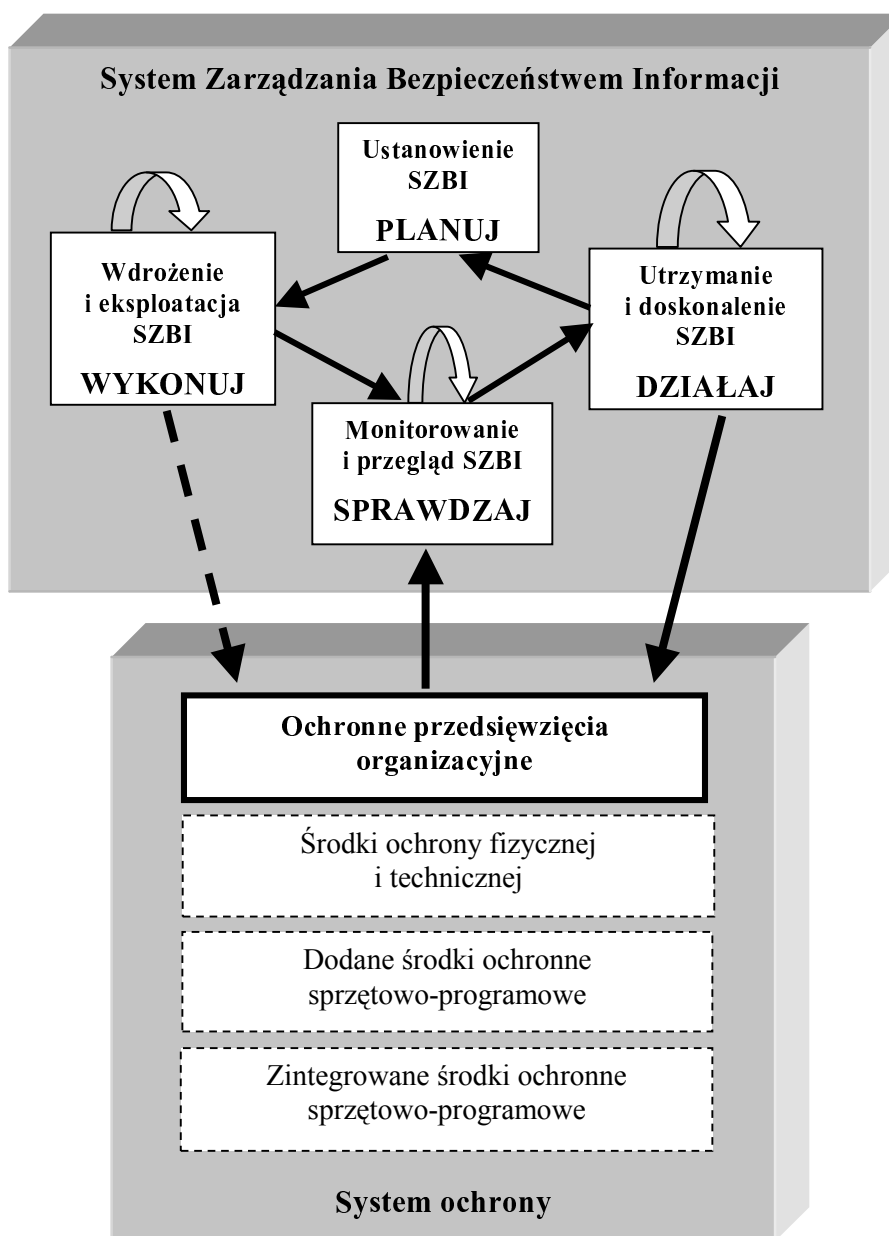 System Zarządzania Bezpieczeństwem Informacji
Ustanowienie
SZBI
PLANUJ
Wdrożenie
i eksploatacja
SZBI
WYKONUJ
Utrzymanie
i doskonalenie
SZBI
DZIAŁAJ
Monitorowanie
i przegląd SZBI
SPRAWDZAJ
Ochronne przedsięwzięcia
organizacyjne
Środki ochrony fizycznej
i technicznej
Dodane środki ochronne
sprzętowo-programowe
Zintegrowane środki ochronne
sprzętowo-programowe
System ochrony